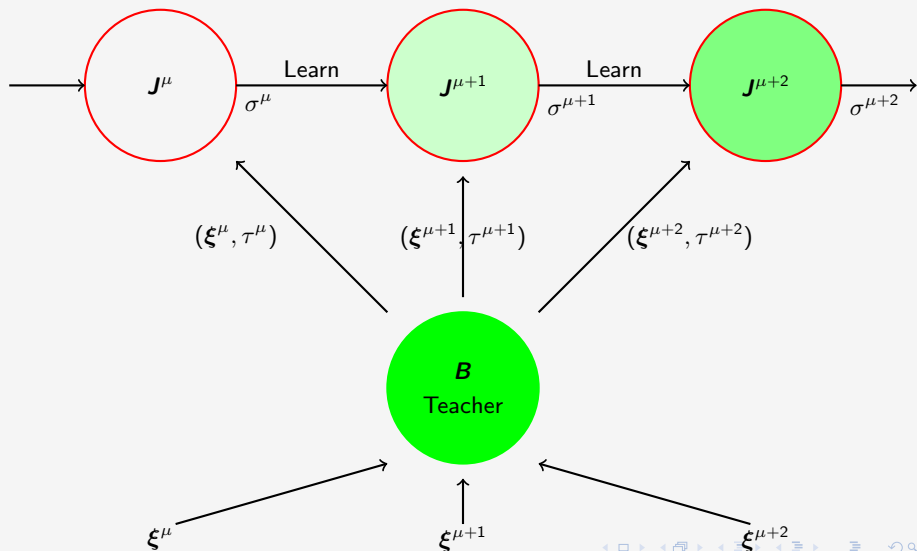 Learn Learn
𝑱^μ 𝑱^{μ+1} 𝑱^{μ+2}
σ^μ σ^{μ+1} σ^{μ+2}
(𝝃^μ, τ^μ) (𝝃^{μ+1}, τ^{μ+1}) (𝝃^{μ+2}, τ^{μ+2})
𝑩
Teacher
𝝃^μ 𝝃^{μ+1} 𝝃^{μ+2}